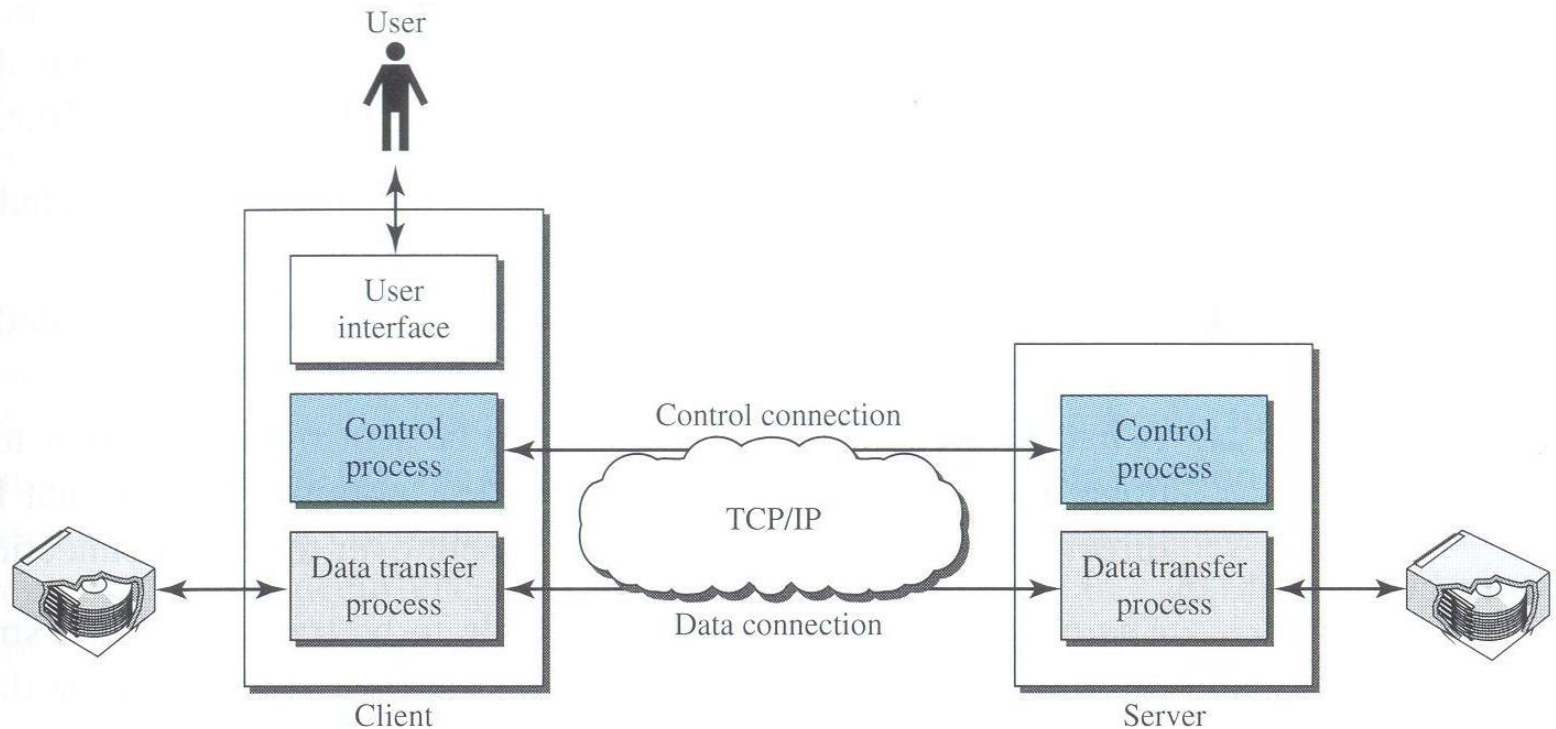 User
User
interface
Control
process
Control connection
Control
process
TCP/IP
Data transfer
process
Data transfer
process
Data connection
Client
Server